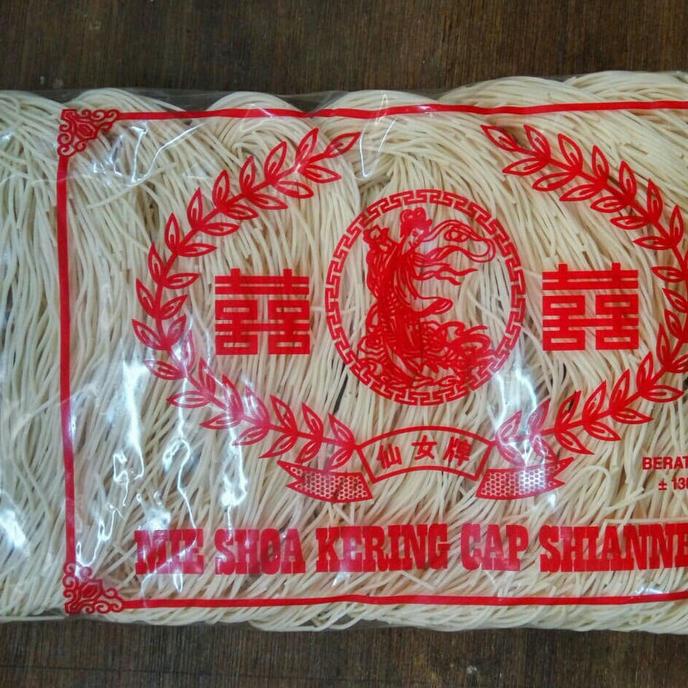 囍 囍
仙女牌
BERAT
MIE SHOA KERING CAP SHIANNE